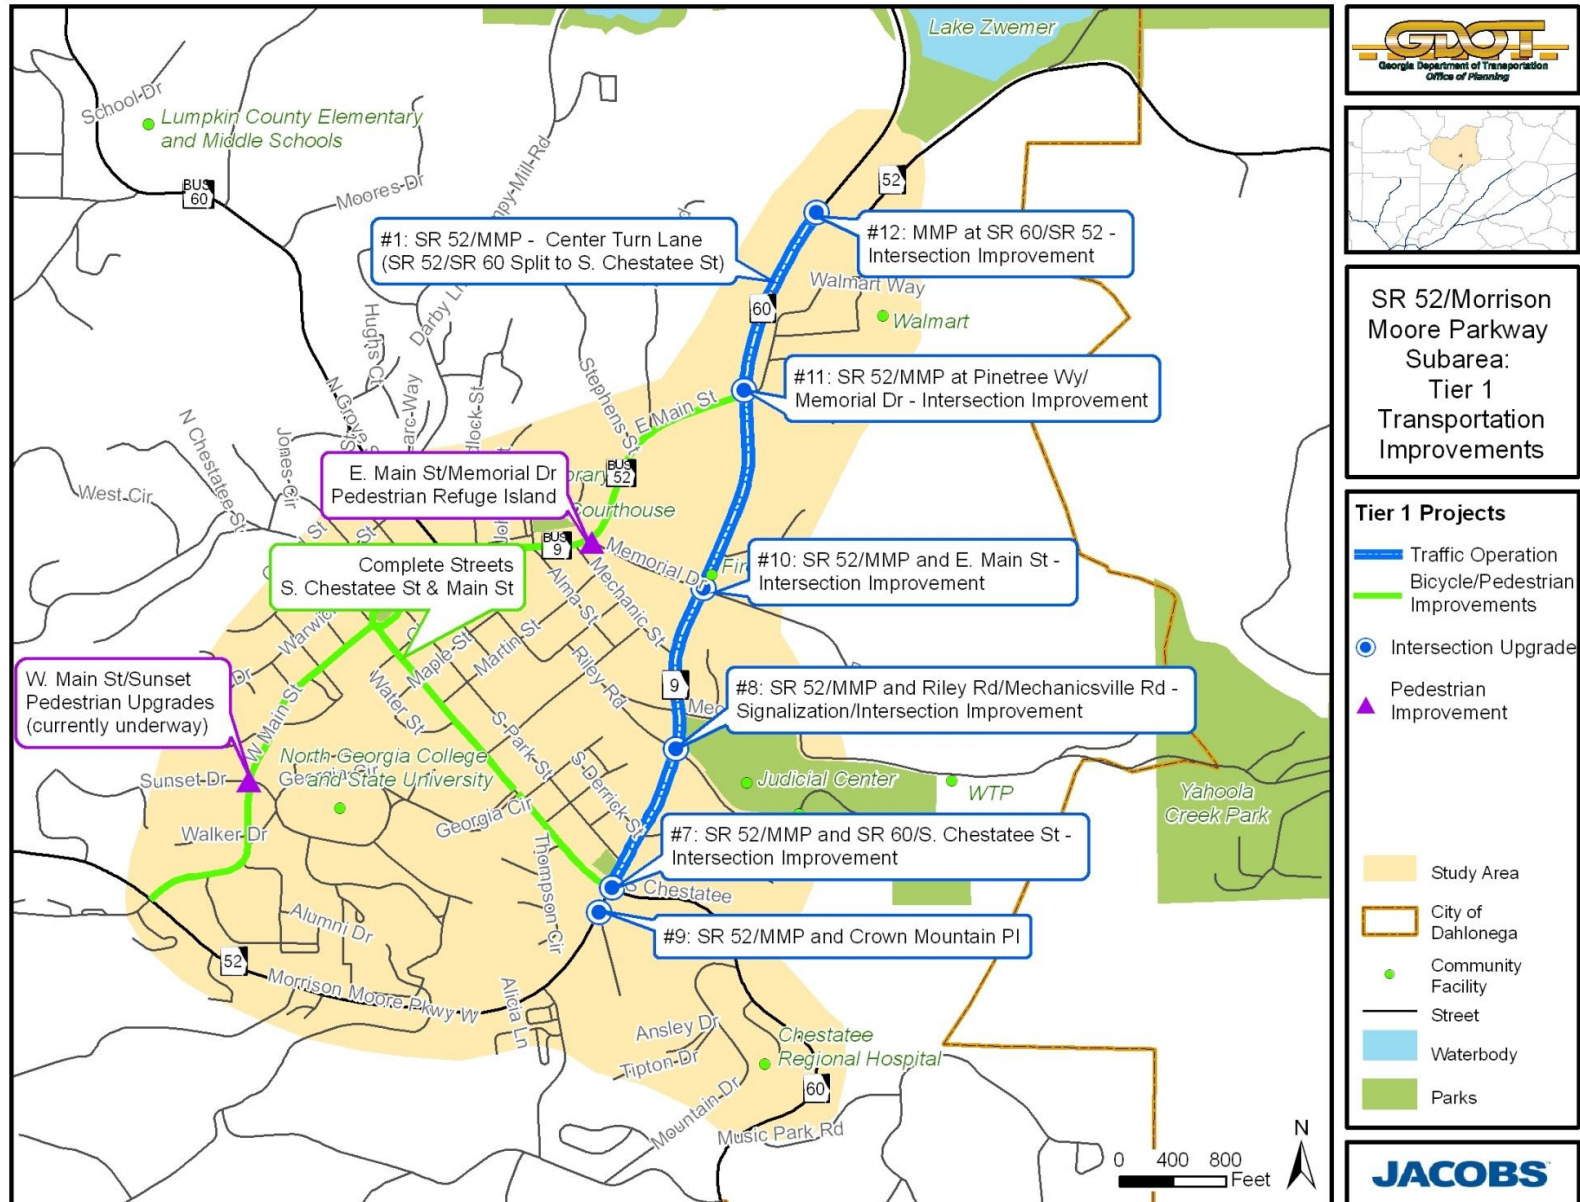 Lake Zwemer
School Dr
Lumpkin County Elementary
and Middle Schools
BUS
60
Moores Dr
52
#1: SR 52/MMP - Center Turn Lane
(SR 52/SR 60 Split to S. Chestatee St)
#12: MMP at SR 60/SR 52 -
Intersection Improvement
Walmart Way
60
Walmart
Hughs Ct
Darby Ln
Stephens St
#11: SR 52/MMP at Pinetree Wy/
Memorial Dr - Intersection Improvement
E Main St
N Chestatee St
Jones Cir
West Cir
E. Main St/Memorial Dr
Pedestrian Refuge Island
BUS
52
Courthouse
BUS
9
Memorial Dr
Complete Streets
S. Chestatee St & Main St
#10: SR 52/MMP and E. Main St -
Intersection Improvement
Alma St
Mechanic St
Maple St
Martin St
Riley Rd
Water St
W. Main St/Sunset
Pedestrian Upgrades
(currently underway)
W Main St
9
#8: SR 52/MMP and Riley Rd/Mechanicsville Rd -
Signalization/Intersection Improvement
S Park St
S Derrick St
North Georgia College
and State University
Georgia Cir
Sunset Dr
Walker Dr
Georgia Cir
Judicial Center
WTP
Yahoola
Creek Park
#7: SR 52/MMP and SR 60/S. Chestatee St -
Intersection Improvement
S Chestatee
Thompson Cir
#9: SR 52/MMP and Crown Mountain Pl
Alumni Dr
52
Morrison Moore Pkwy W
Alicia Ln
Ansley Dr
Tipton Dr
Chestatee
Regional Hospital
Mountain Dr
60
Music Park Rd
N
0 400 800
Feet
GDOT
Georgia Department of Transportation
Office of Planning
SR 52/Morrison
Moore Parkway
Subarea:
Tier 1
Transportation
Improvements
Tier 1 Projects
Traffic Operation
Bicycle/Pedestrian
Improvements
Intersection Upgrade
Pedestrian
Improvement
Study Area
City of
Dahlonega
Community
Facility
Street
Waterbody
Parks
JACOBS